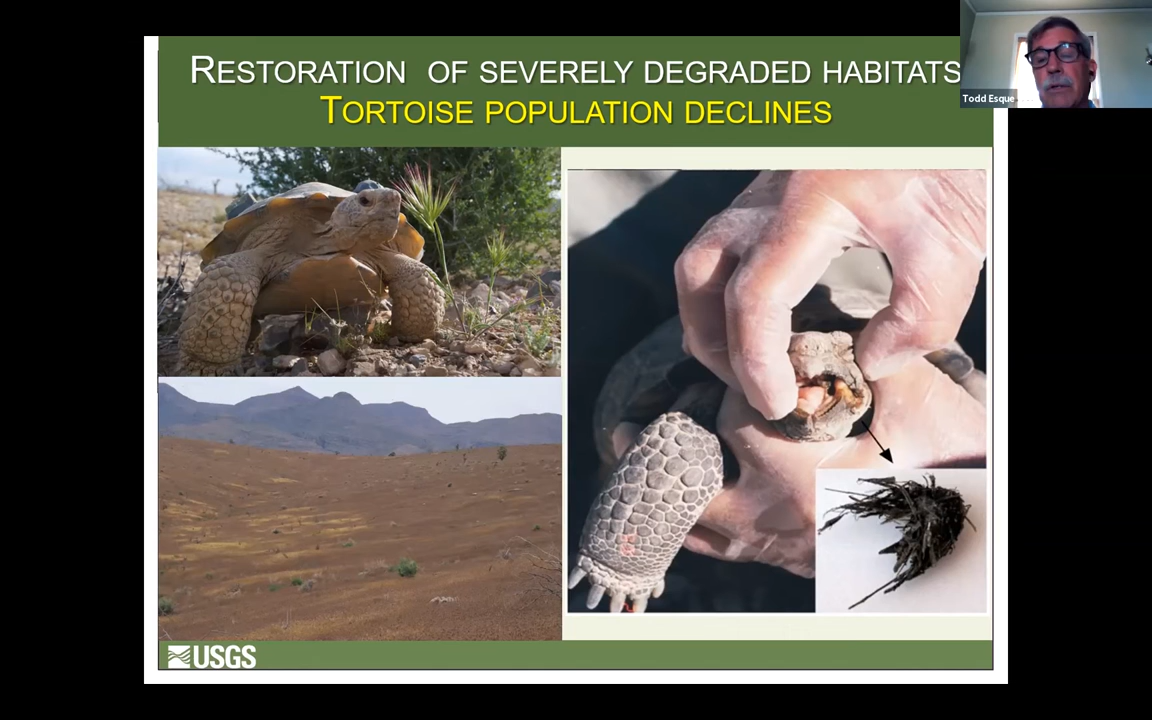 RESTORATION OF SEVERELY DEGRADED HABITATS
TORTOISE POPULATION DECLINES
Todd Esque
USGS